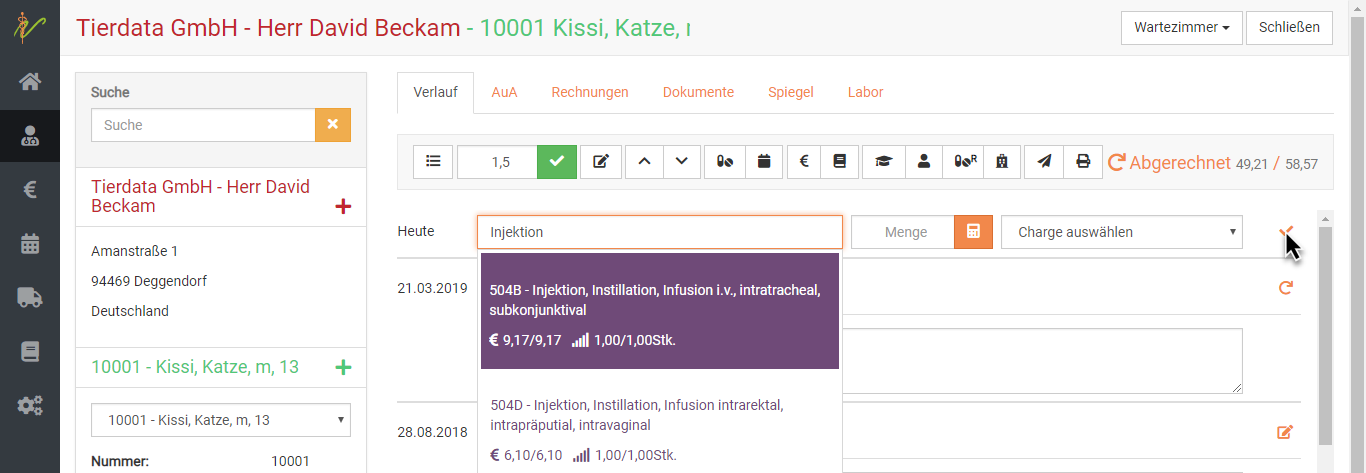 Tierdata GmbH - Herr David Beckam - 10001 Kissi, Katze, r
Wartezimmer
Schließen
Suche
Suche
Tierdata GmbH - Herr David
Beckam
Amanstraße 1
94469 Deggendorf
Deutschland
10001 - Kissi, Katze, m, 13
10001 - Kissi, Katze, m, 13
Nummer: 10001
Verlauf AuA Rechnungen Dokumente Spiegel Labor
1,5
€
R
Abgerechnet 49,21 / 58,57
Heute
Injektion
Menge
Charge auswählen
504B - Injektion, Instillation, Infusion i.v., intratracheal,
subkonjunktival
€ 9,17/9,17 1,00/1,00Stk.
21.03.2019
504D - Injektion, Instillation, Infusion intrarektal,
intrapräputial, intravaginal
€ 6,10/6,10 1,00/1,00Stk.
28.08.2018